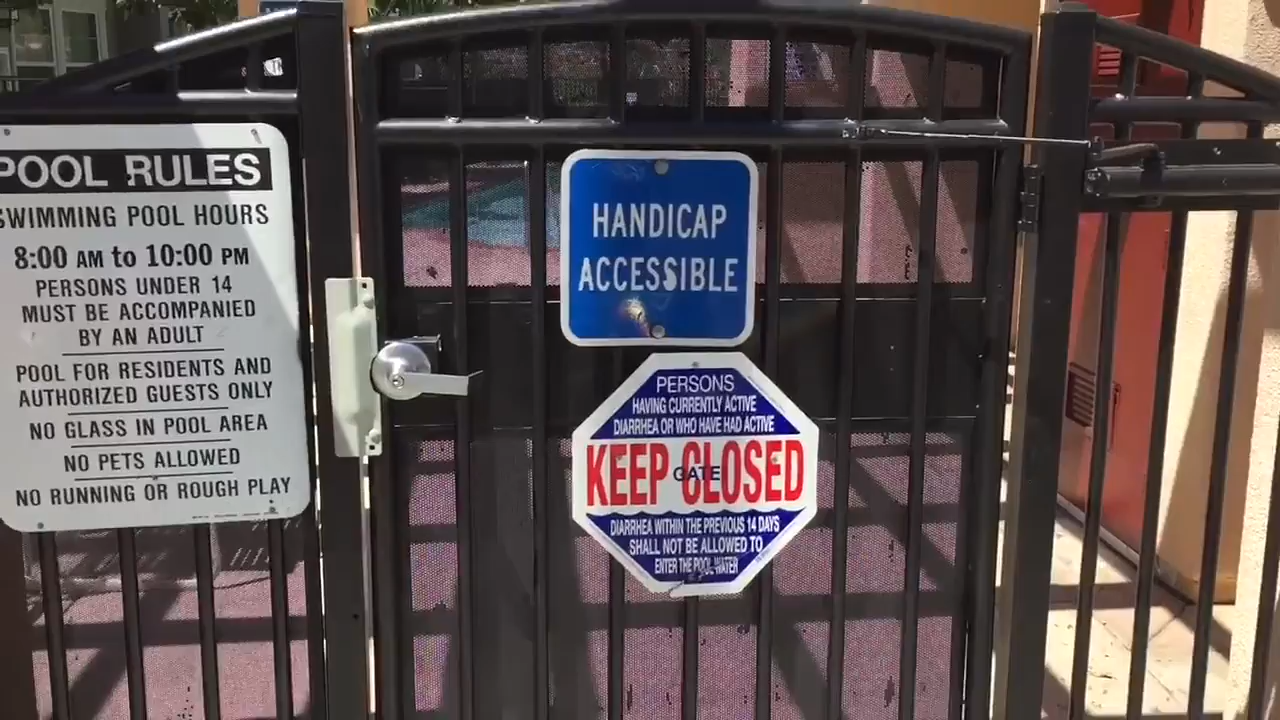 POOL RULES
SWIMMING POOL HOURS
8:00 AM to 10:00 PM
PERSONS UNDER 14
MUST BE ACCOMPANIED
BY AN ADULT
POOL FOR RESIDENTS AND
AUTHORIZED GUESTS ONLY
NO GLASS IN POOL AREA
NO PETS ALLOWED
NO RUNNING OR ROUGH PLAY
HANDICAP
ACCESSIBLE
PERSONS
HAVING CURRENTLY ACTIVE
DIARRHEA OR WHO HAVE HAD ACTIVE
KEEP CLOSED
GATE
DIARRHEA WITHIN THE PREVIOUS 14 DAYS
SHALL NOT BE ALLOWED TO
ENTER THE POOL WATER